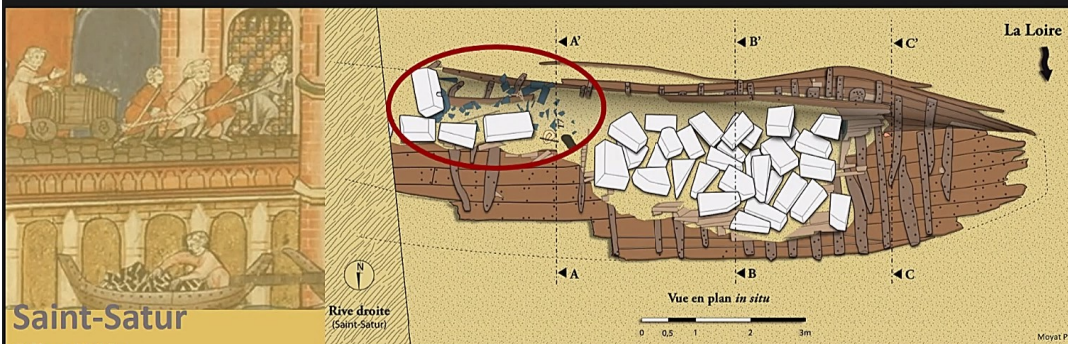 Saint-Satur
La Loire
A'
B'
C'
A
B
C
N
Rive droite
(Saint-Satur)
Vue en plan in situ
0 0,5 1 2 3m
Moyat P